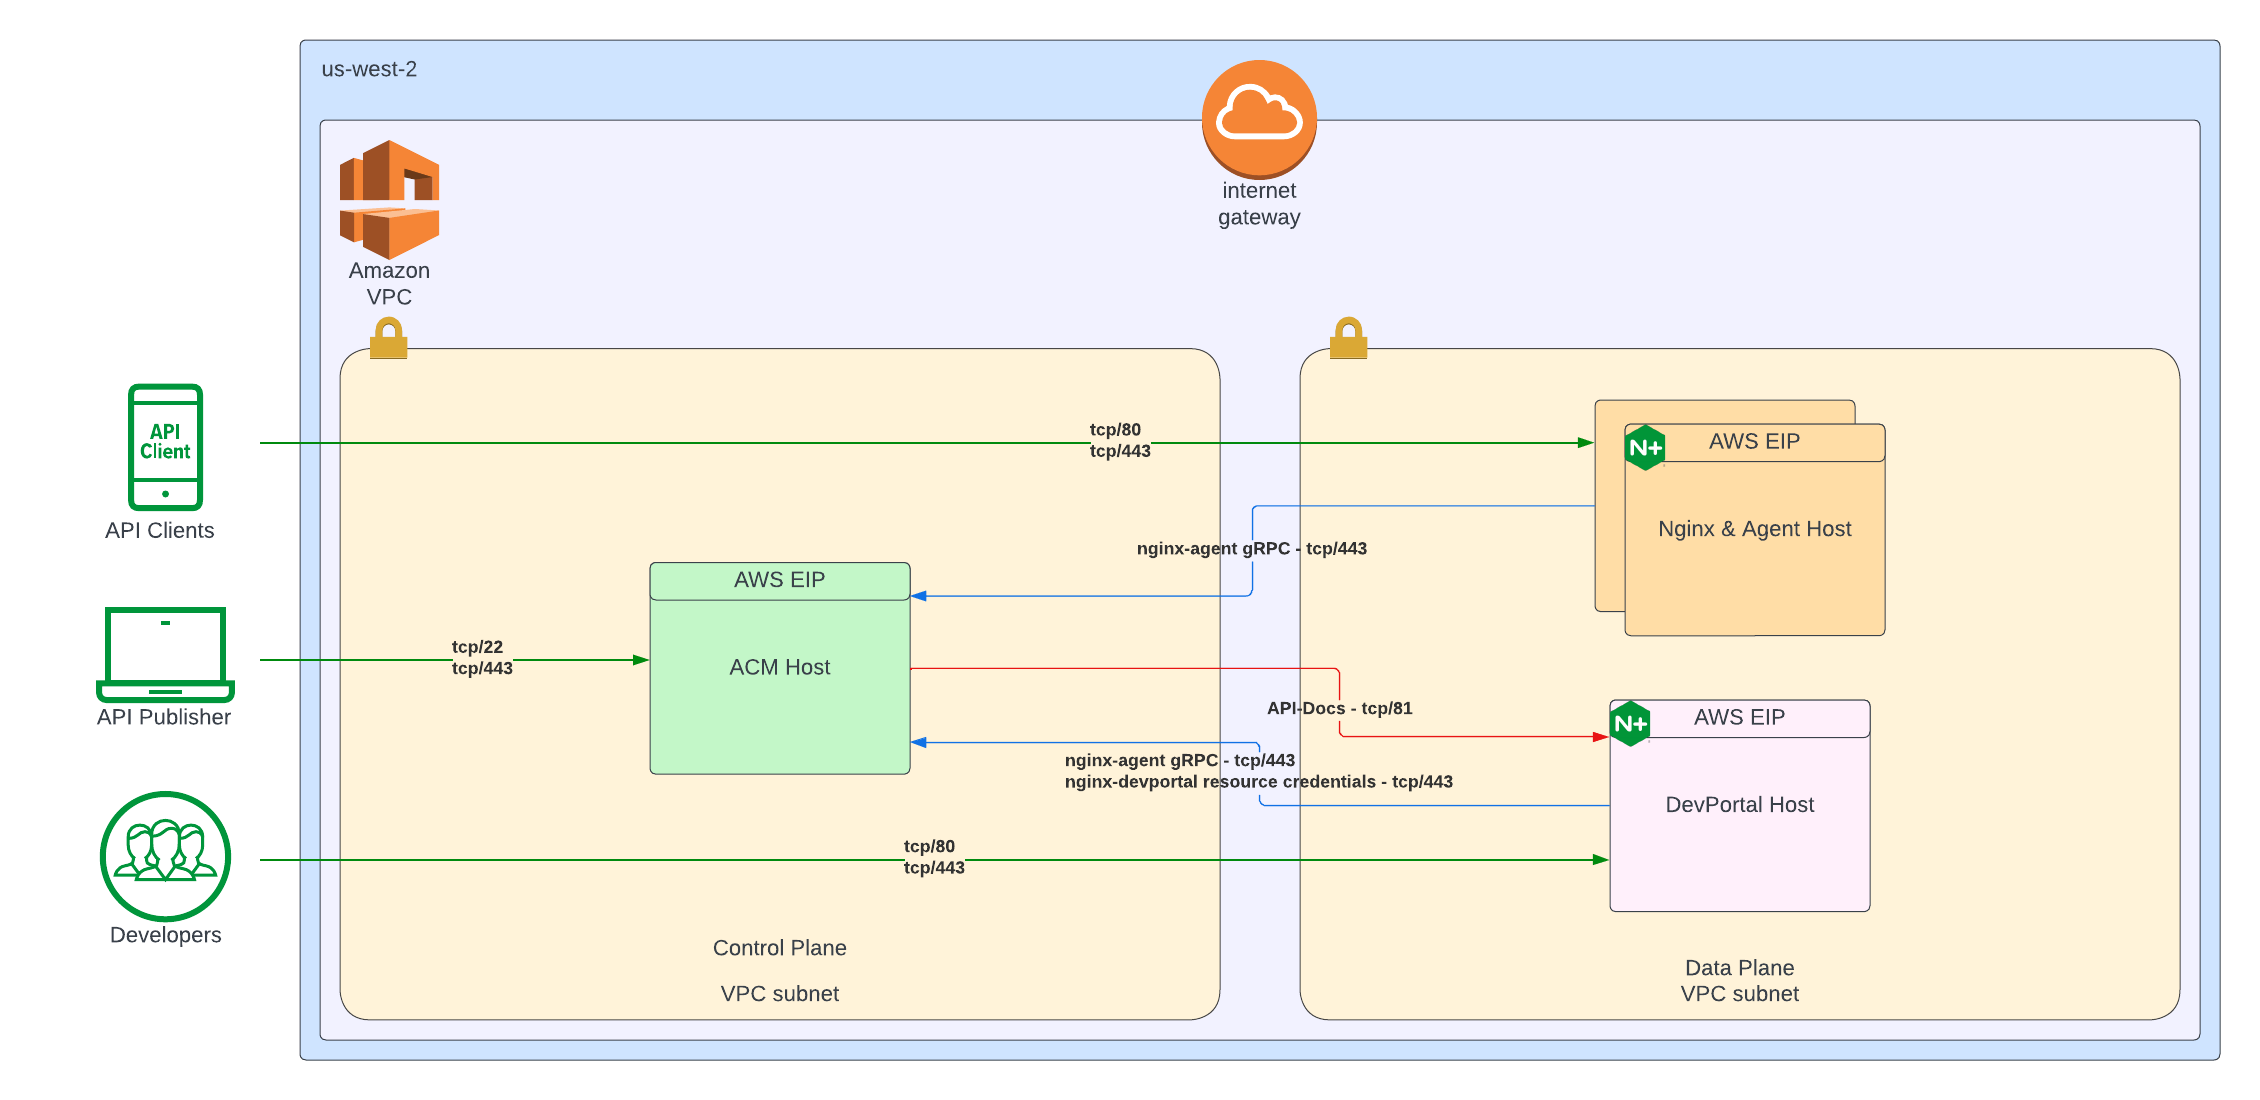 us-west-2
internet
gateway
Amazon
VPC
API
Client
API Clients
tcp/80
tcp/443
N+
AWS EIP
Nginx & Agent Host
nginx-agent gRPC - tcp/443
AWS EIP
ACM Host
tcp/22
tcp/443
API Publisher
API-Docs - tcp/81
N+
AWS EIP
DevPortal Host
nginx-agent gRPC - tcp/443
nginx-devportal resource credentials - tcp/443
tcp/80
tcp/443
Developers
Control Plane
VPC subnet
Data Plane
VPC subnet